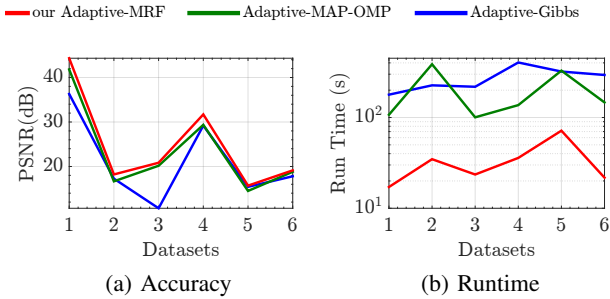 our Adaptive-MRF Adaptive-MAP-OMP Adaptive-Gibbs
PSNR(dB)
40
30
20
1 2 3 4 5 6
Datasets
(a) Accuracy
Run Time (s)
10^2
10^1
1 2 3 4 5 6
Datasets
(b) Runtime